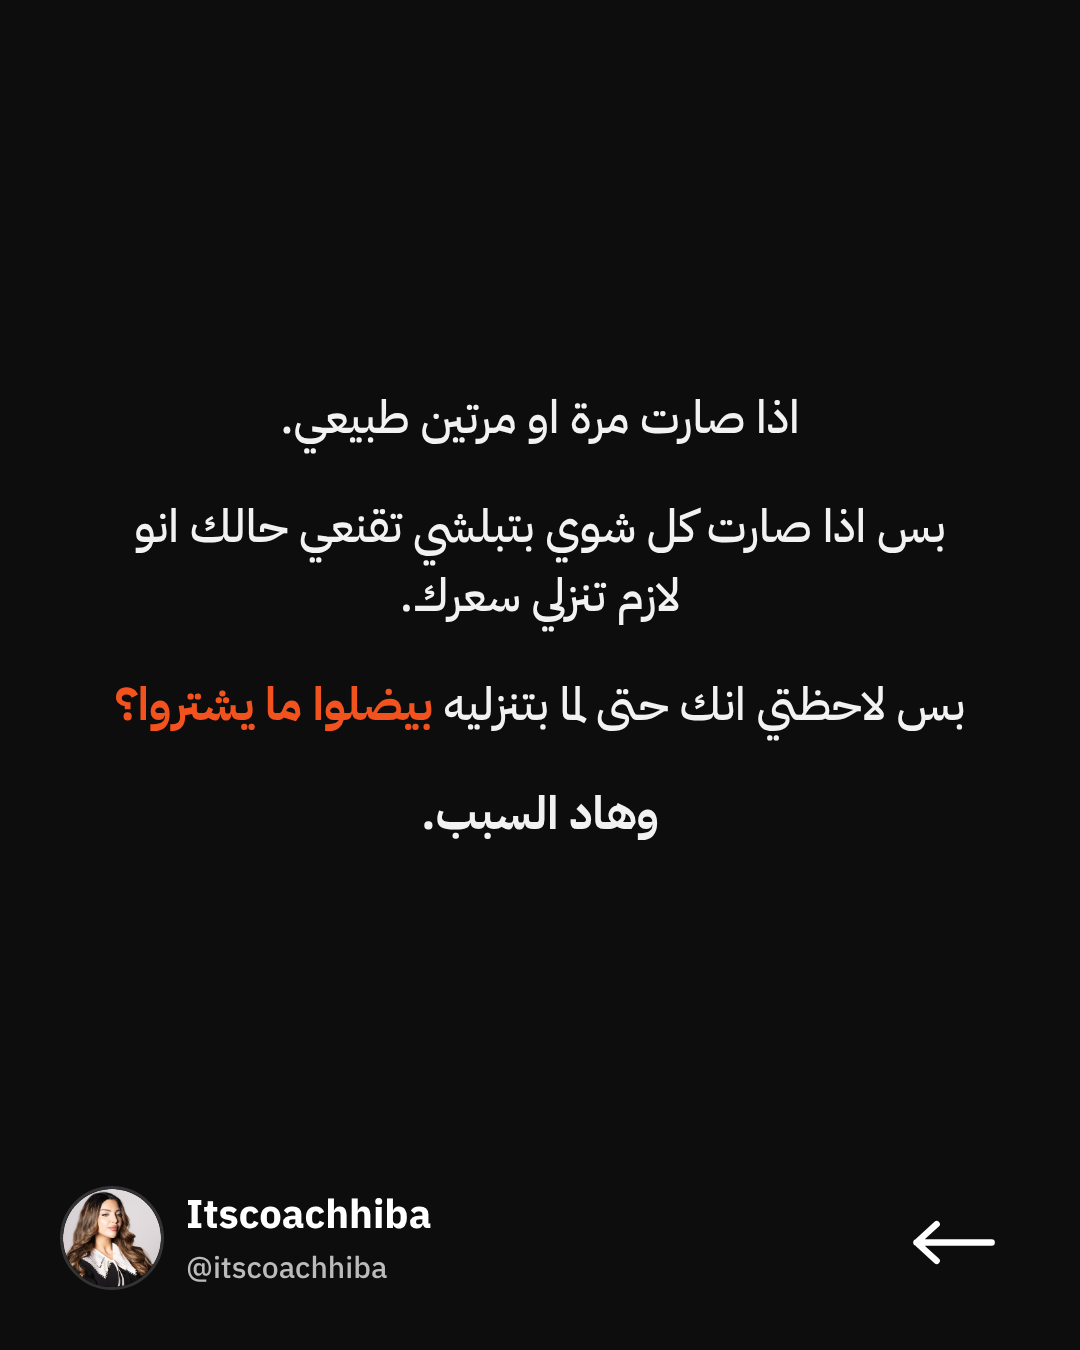 اذا صارت مرة او مرتين طبيعي.
بس اذا صارت كل شوي بتبلشي تقنعي حالك انو
لازم تنزلي سعرك.
بس لاحظتي انك حتى لما بتنزليه بيضلوا ما يشتروا؟
وهاد السبب.
Itscoachhiba
@itscoachhiba